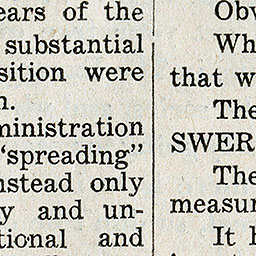 ears of the
substantial
sition were
n.
ministration
"spreading"
nstead only
y and un-
tional and
Obv
Wh
that w
The
SWER
The
measur
It h